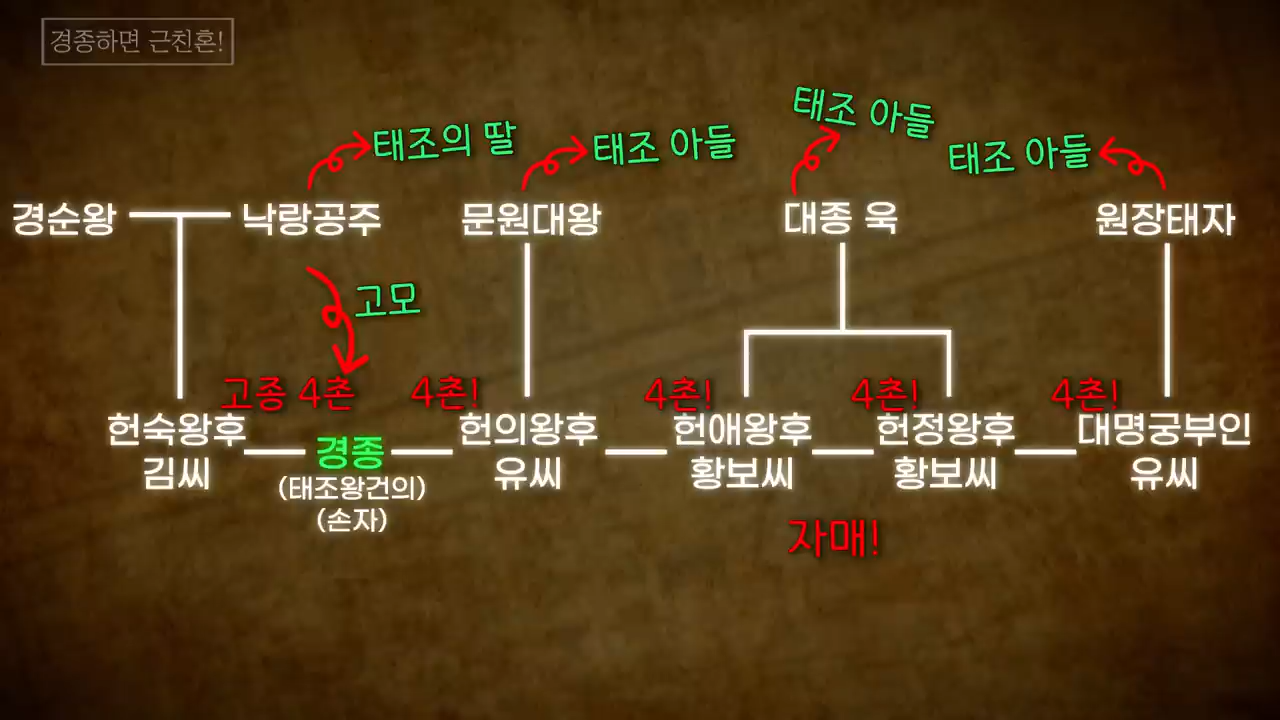 경종하면 근친혼!
태조의 딸
태조 아들
태조 아들
태조 아들
경순왕
낙랑공주
문원대왕
대종 욱
원장태자
고모
고종 4촌
4촌!
4촌!
4촌!
4촌!
헌숙왕후
김씨
경종
(태조왕건의)
(손자)
헌의왕후
유씨
헌애왕후
황보씨
헌정왕후
황보씨
대명궁부인
유씨
자매!